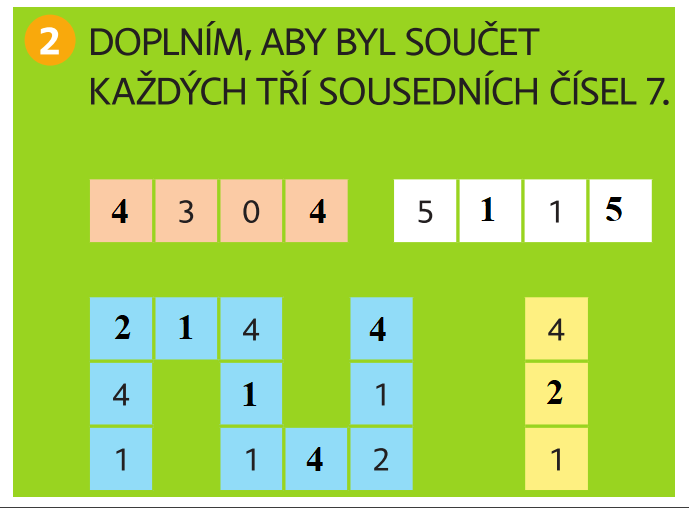 2 DOPLNÍM, ABY BYL SOUČET
KAŽDÝCH TŘÍ SOUSEDNÍCH ČÍSEL 7.
4 3 0 4 5 1 1 5
2 1 4 4 4
4 1 1 2
1 1 4 2 1